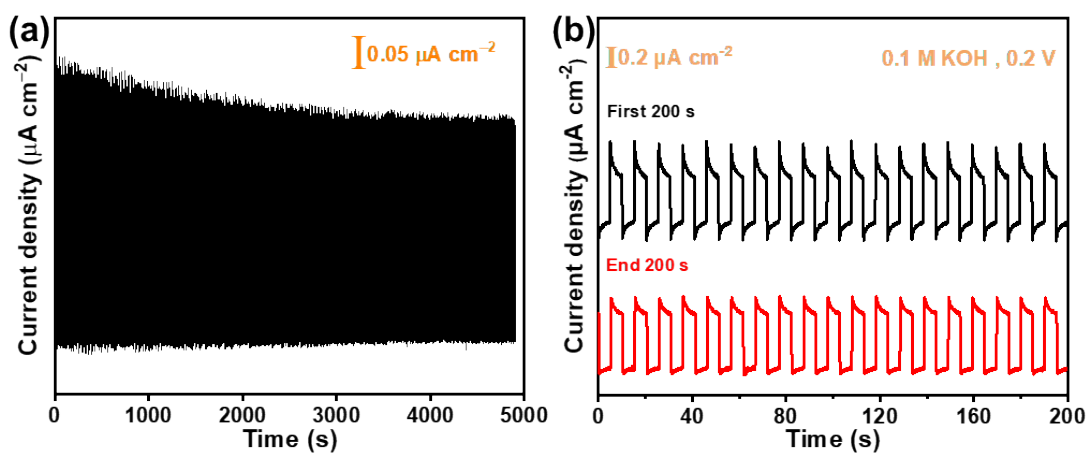 (a)
0.05 μA cm−2
Current density (μA cm−2)
0
1000
2000
3000
4000
5000
Time (s)
(b)
0.2 μA cm-2
0.1 M KOH , 0.2 V
First 200 s
End 200 s
Current density (μA cm−2)
0
40
80
120
160
200
Time (s)